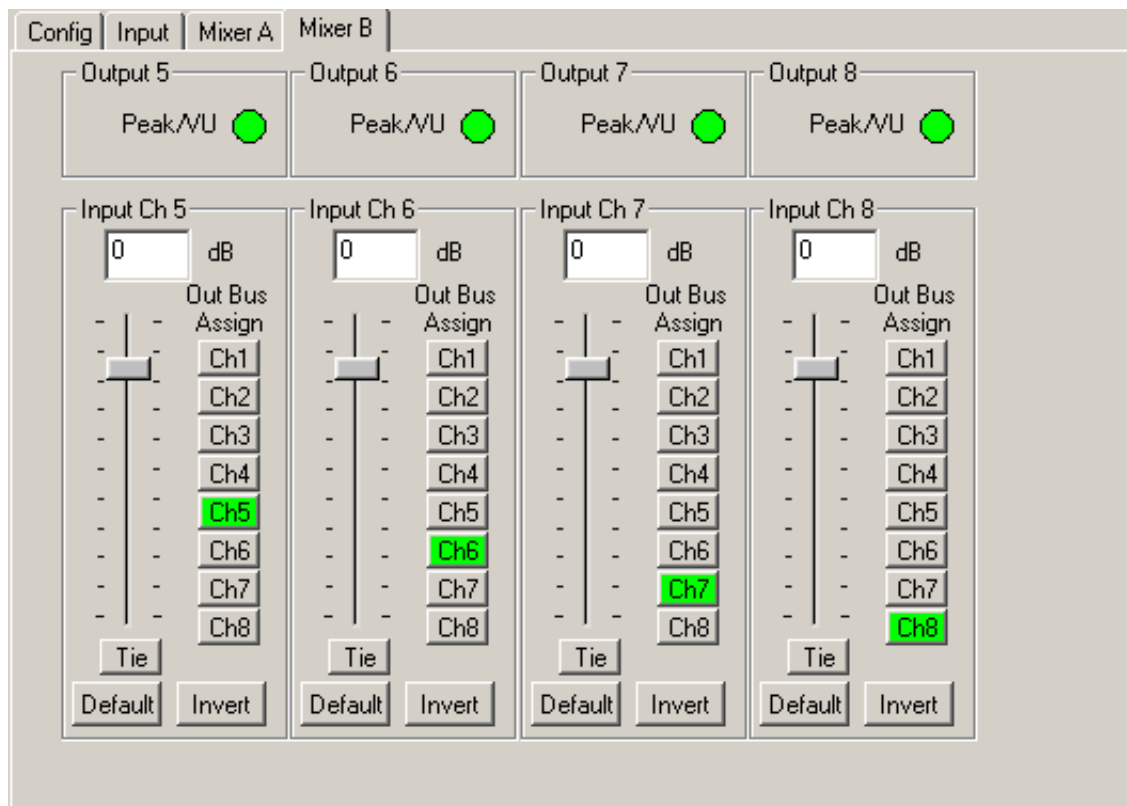 Config Input Mixer A Mixer B
Output 5 Output 6 Output 7 Output 8
Peak/VU Peak/VU Peak/VU Peak/VU
Input Ch 5 Input Ch 6 Input Ch 7 Input Ch 8
0 dB 0 dB 0 dB 0 dB
Out Bus Out Bus Out Bus Out Bus
Assign Assign Assign Assign
Ch1 Ch1 Ch1 Ch1
Ch2 Ch2 Ch2 Ch2
Ch3 Ch3 Ch3 Ch3
Ch4 Ch4 Ch4 Ch4
Ch5 Ch5 Ch5 Ch5
Ch6 Ch6 Ch6 Ch6
Ch7 Ch7 Ch7 Ch7
Ch8 Ch8 Ch8 Ch8
Tie Tie Tie Tie
Default Invert Default Invert Default Invert Default Invert